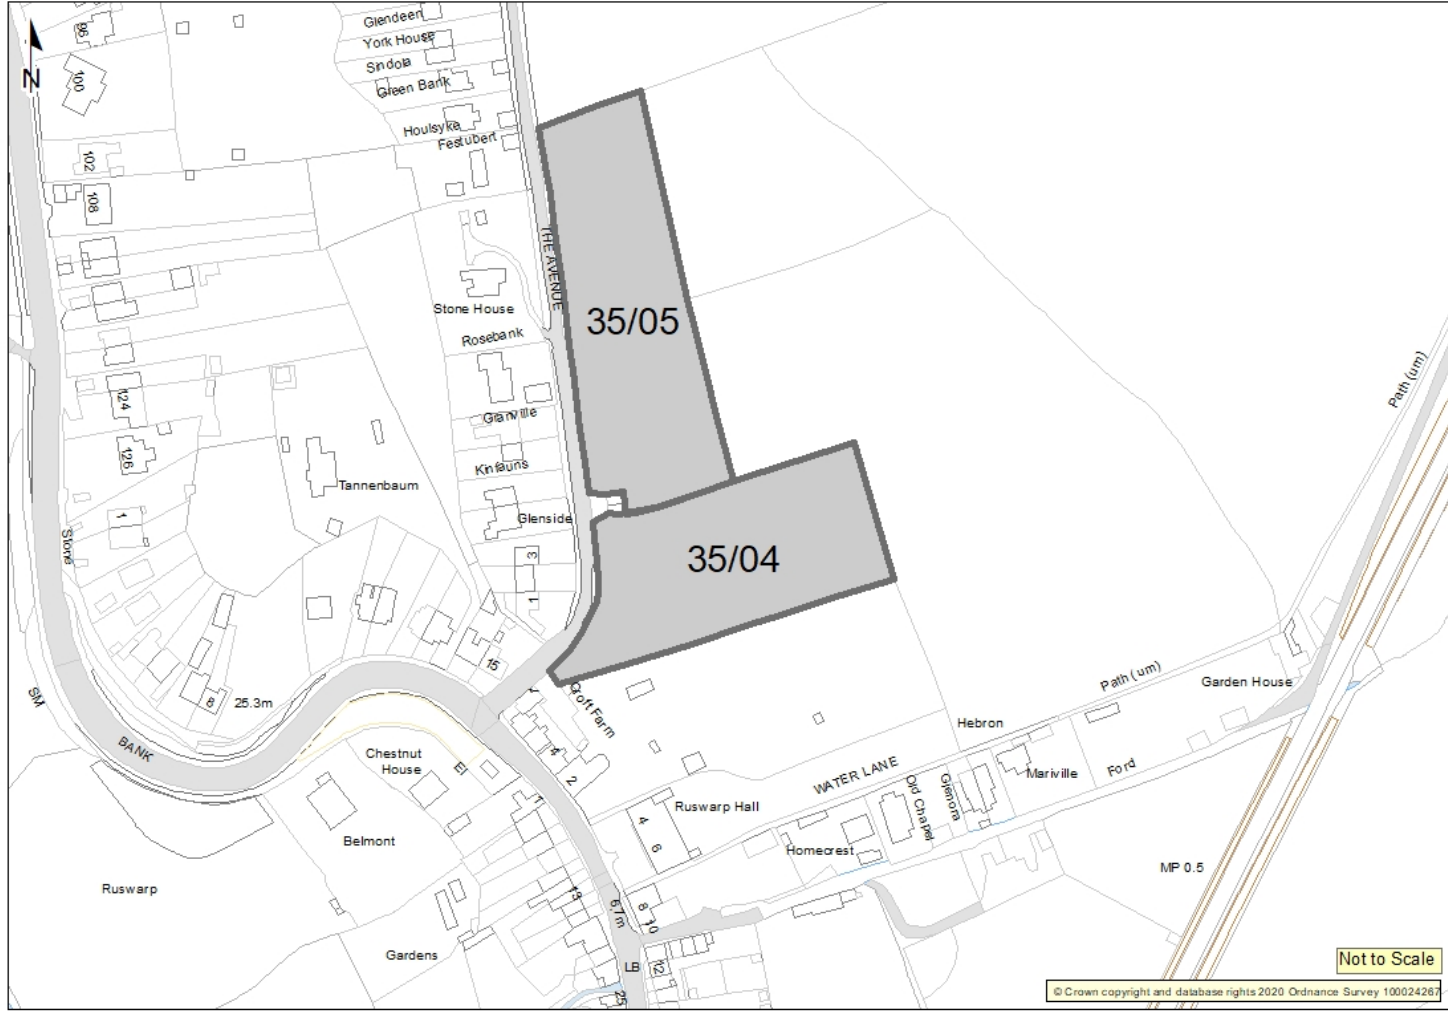 N
96
100
102
108
124
126
1
Glendeen
York House
Sindola
Green Bank
Houlsyke
Festubert
THE AVENUE
Stone House
Rosebank
Granville
Kinfauns
Glenside
3
1
35/05
35/04
Tannenbaum
Stone
SM
BANK
8
25.3m
15
Path (um)
Path (um)
Garden House
Croft Farm
4
2
1
Chestnut
House
El
Belmont
Ruswarp
Gardens
13
6.7m
4
6
8
10
12
LB
25
Ruswarp Hall
WATER LANE
Hebron
Mariville
Ford
Glenora
Old Chapel
Homecrest
MP 0.5
Not to Scale
© Crown copyright and database rights 2020 Ordnance Survey 100024267